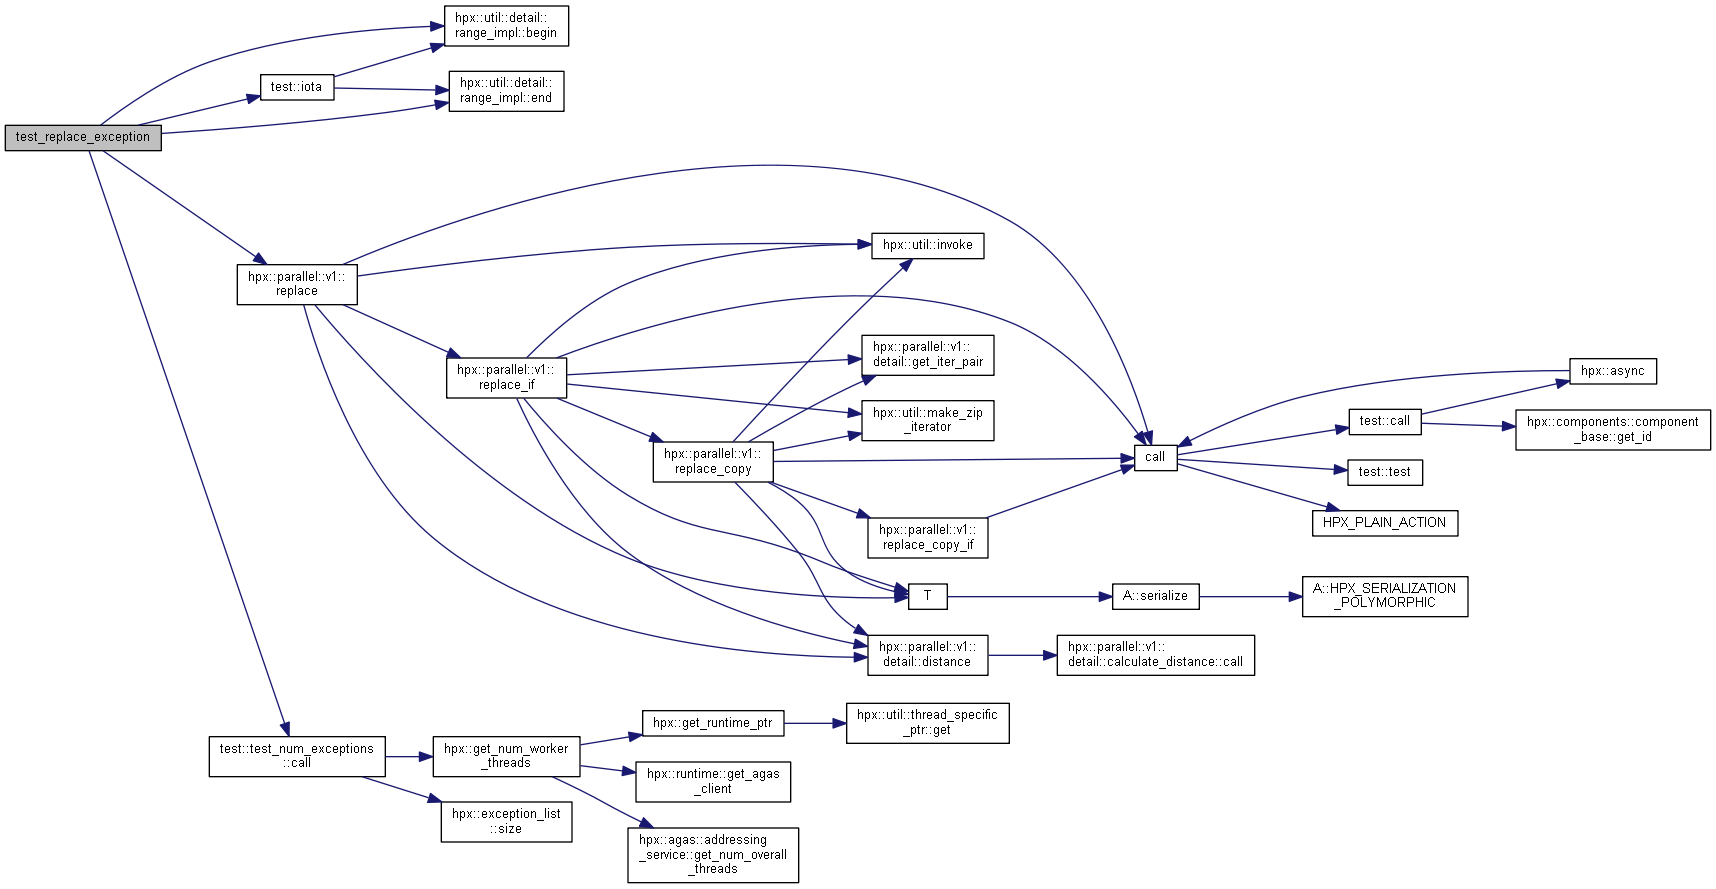 hpx::util::detail::
range_impl::begin
test::iota
hpx::util::detail::
range_impl::end
test_replace_exception
hpx::util::invoke
hpx::parallel::v1::
replace
hpx::parallel::v1::
detail::get_iter_pair
hpx::parallel::v1::
replace_if
hpx::async
hpx::util::make_zip
_iterator
test::call
hpx::components::component
_base::get_id
hpx::parallel::v1::
replace_copy
call
test::test
HPX_PLAIN_ACTION
hpx::parallel::v1::
replace_copy_if
T
A::serialize
A::HPX_SERIALIZATION
_POLYMORPHIC
hpx::parallel::v1::
detail::distance
hpx::parallel::v1::
detail::calculate_distance::call
hpx::get_runtime_ptr
hpx::util::thread_specific
_ptr::get
test::test_num_exceptions
::call
hpx::get_num_worker
_threads
hpx::runtime::get_agas
_client
hpx::exception_list
::size
hpx::agas::addressing
_service::get_num_overall
_threads